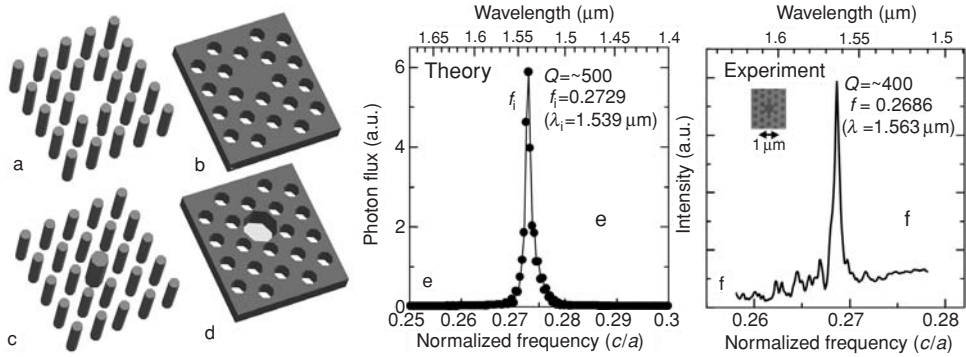 a
b
c
d
Wavelength (μm)
1.65 1.6 1.55 1.5 1.45 1.4
Theory
Q=~500
fi
fi=0.2729
(λi=1.539 μm)
Photon flux (a.u.)
6
4
2
0
e
e
0.25 0.26 0.27 0.28 0.29 0.3
Normalized frequency (c/a)
Wavelength (μm)
1.6 1.55 1.5
Experiment
Q=~400
f = 0.2686
(λ =1.563 μm)
1 μm
Intensity (a.u.)
f
f
0.26 0.27 0.28
Normalized frequency (c/a)